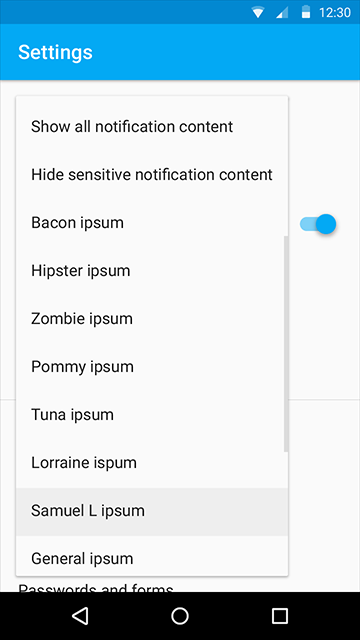 12:30
Settings
Show all notification content
Hide sensitive notification content
Bacon ipsum
Hipster ipsum
Zombie ipsum
Pommy ipsum
Tuna ipsum
Lorraine ispum
Samuel L ipsum
General ipsum
Passwords and forms